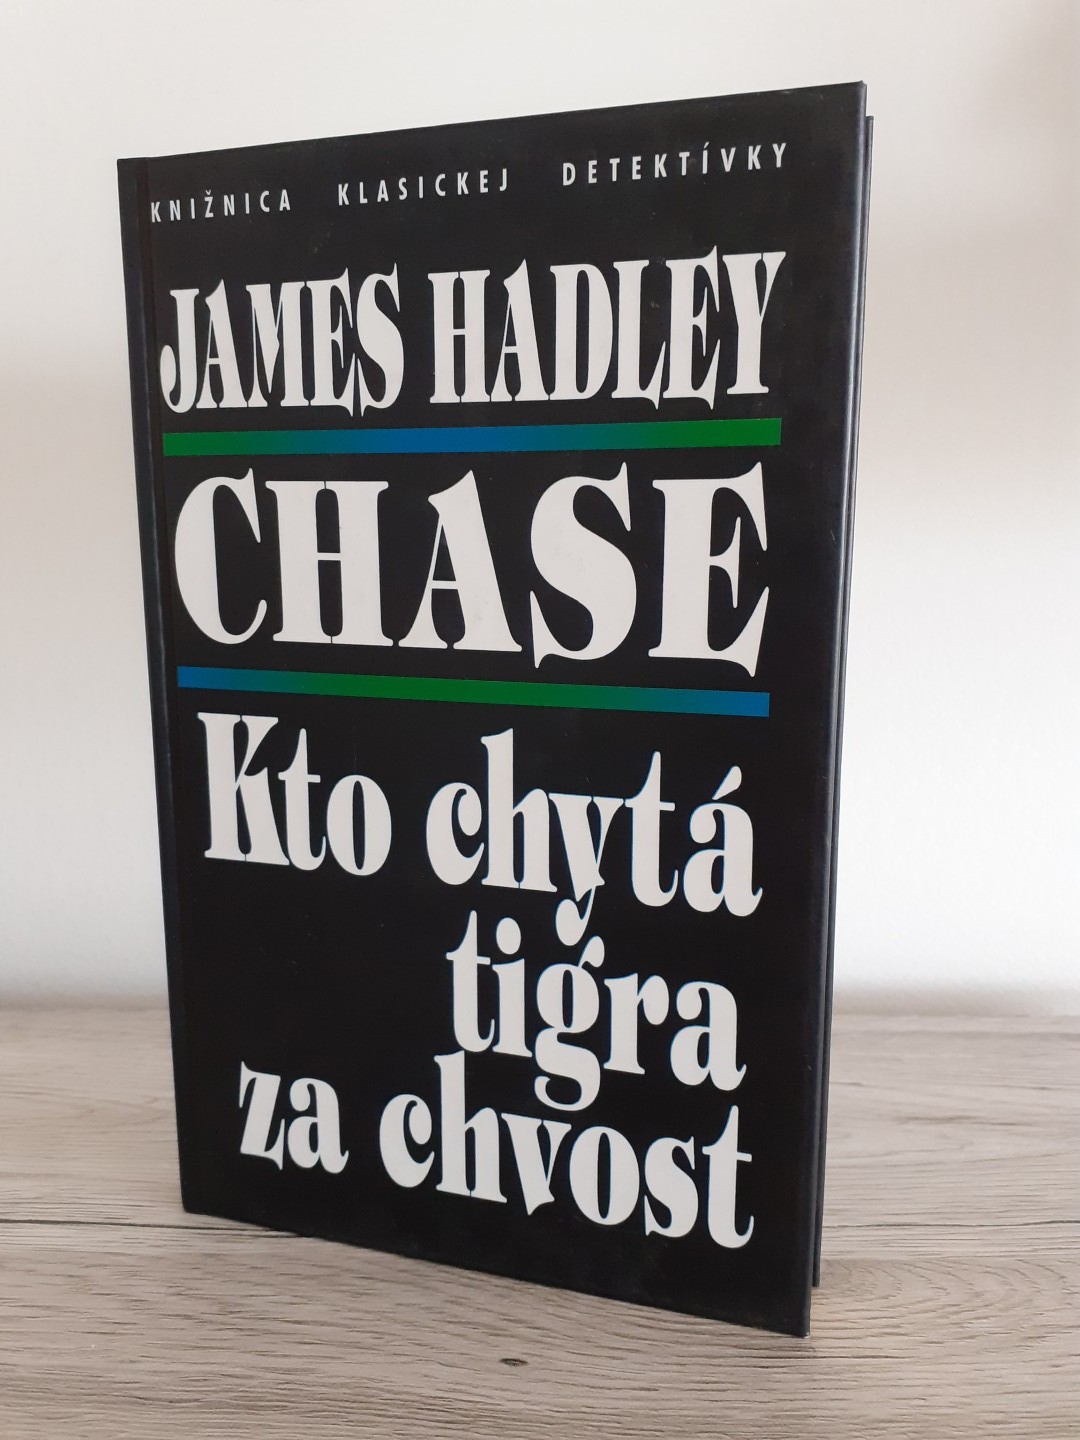 KNIŽNICA KLASICKEJ DETEKTÍVKY
JAMES HADLEY
CHASE
Kto chytá
tigra
za chvost